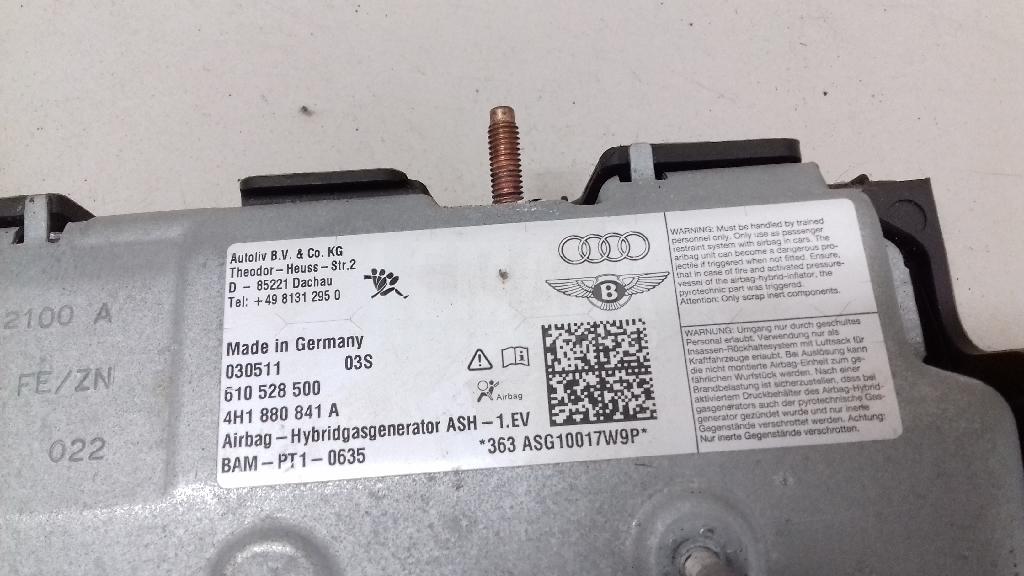 2100 A
FE/ZN
022
Autoliv B.V. & Co. KG
Theodor-Heuss-Str.2
D - 85221 Dachau
Tel: +49 8131 295 0
Made in Germany
030511 03S
610 528 500
4H1 880 841 A
Airbag-Hybridgasgenerator ASH-1.EV
BAM-PT1-0635
B
Airbag
*363 ASG10017W9P*
WARNING: Must be handled by trained
personnel only. Only use as passenger
restraint system with airbag in cars. The
airbag unit can become a dangerous pro-
jectile if triggered when not fitted. Ensure,
that in case of fire and activated pressure-
vessel of the airbag-hybrid-inflator, the
pyrotechnic part was triggered.
Attention: Only scrap inert components.
WARNUNG: Umgang nur durch geschultes
Personal erlaubt. Verwendung nur als
Insassen-Rückhaltesystem mit Luftsack für
Kraftfahrzeuge erlaubt. Bei Auslösung kann
die nicht montierte Airbag-Einheit zum ge-
fährlichen Wurfstück werden. Nach einer
Brandbelastung ist sicherzustellen, dass bei
aktiviertem Druckbehälter des Airbag-Hybrid-
gasgenerators auch der pyrotechnische Gas-
generator gezündet wurde und nur inerte
Gegenstände verschrottet werden. Achtung:
Nur inerte Gegenstände verschrotten.